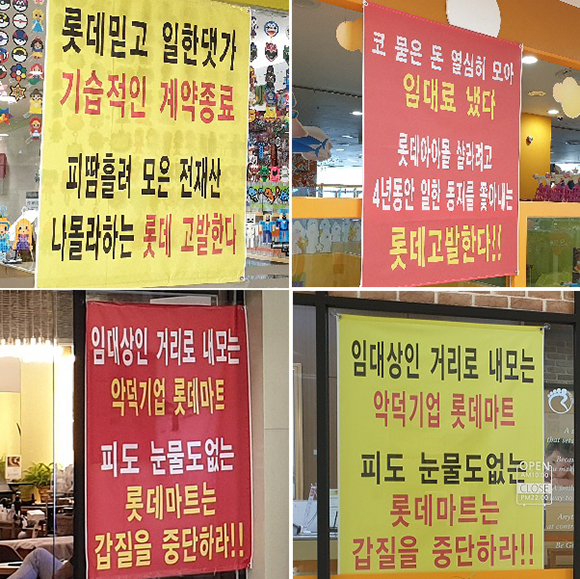 롯데믿고 일한댓가
기습적인 계약종료
피땀흘려 모은 전재산
나몰라하는 롯데 고발한다
코 묻은 돈 열심히 모아
임대료 냈다
롯데아이몰 살리려고
4년동안 일한 동지를 쫓아내는
롯데고발한다!!
임대상인 거리로 내모는
악덕기업 롯데마트
피도 눈물도없는
롯데마트는
갑질을 중단하라!!
임대상인 거리로 내모는
악덕기업 롯데마트
피도 눈물도없는
롯데마트는
갑질을 중단하라!!
OPEN
AM10:00
CLOSE
PM22:00